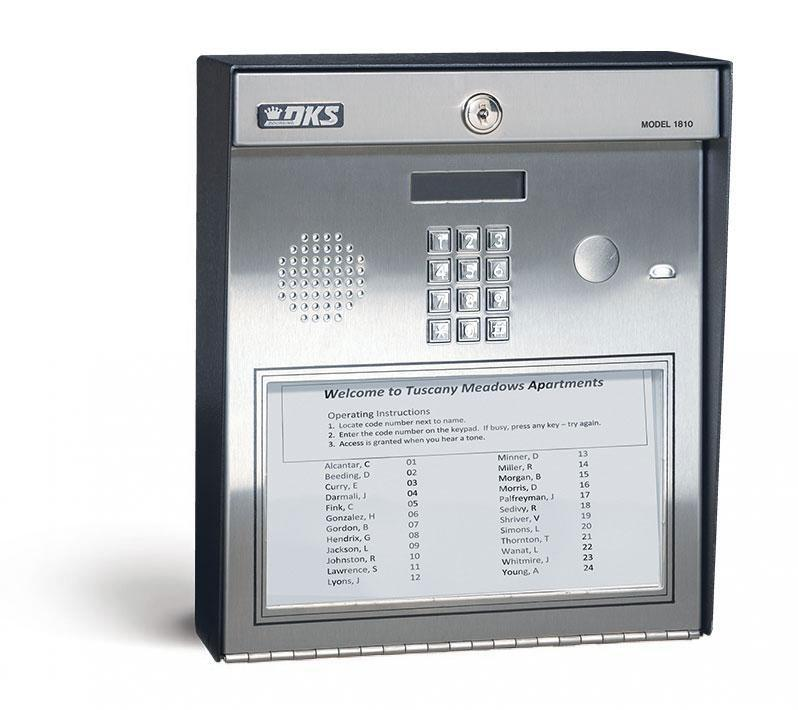 DKS
MODEL 1810
1 2 3
4 5 6
7 8 9
* 0 #
Welcome to Tuscany Meadows Apartments
Operating Instructions
1. Locate code number next to name.
2. Enter the code number on the keypad. If busy, press any key – try again.
3. Access is granted when you hear a tone.
Alcantar, C 01
Beeding, D 02
Curry, E 03
Darmali, J 04
Fink, C 05
Gonzalez, H 06
Gordon, B 07
Hendrix, G 08
Jackson, L 09
Johnston, R 10
Lawrence, S 11
Lyons, J 12
Minner, D 13
Miller, R 14
Morgan, B 15
Morris, D 16
Palfreyman, J 17
Sedivy, R 18
Shriver, V 19
Simons, L 20
Thornton, T 21
Wanat, L 22
Whitmire, J 23
Young, A 24